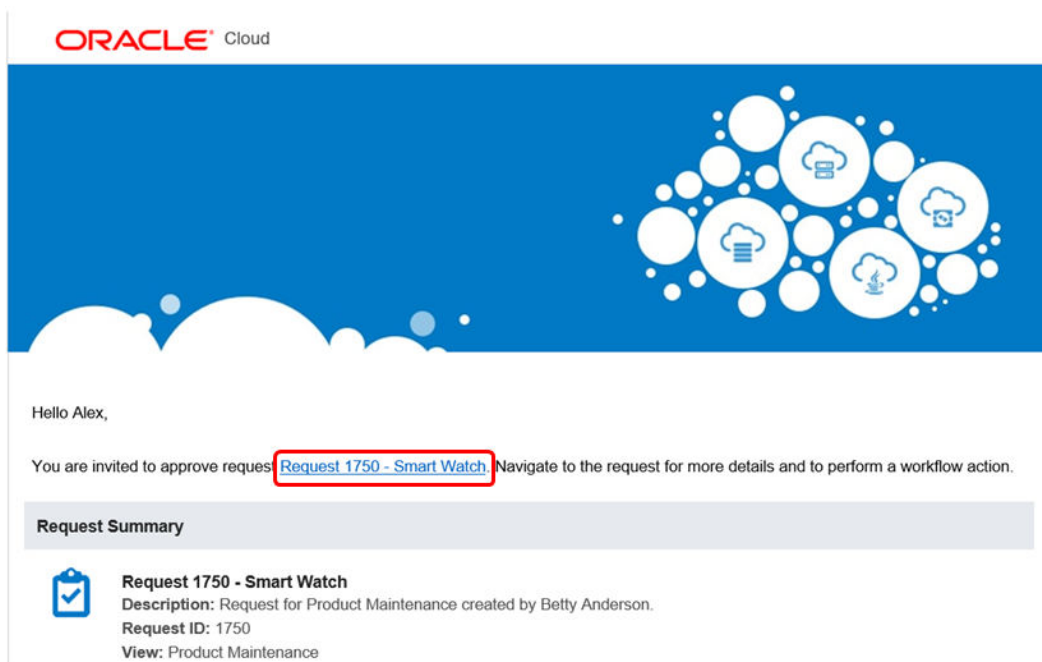 ORACLE Cloud
Hello Alex,
You are invited to approve request Request 1750 - Smart Watch. Navigate to the request for more details and to perform a workflow action.
Request Summary
Request 1750 - Smart Watch
Description: Request for Product Maintenance created by Betty Anderson.
Request ID: 1750
View: Product Maintenance